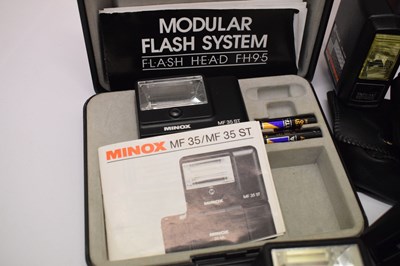 MODULAR
FLASH SYSTEM
FLASH HEAD FH95
MINOX
MF 35 ST
MINOX MF 35/MF 35 ST
MF 35 ST
MINOX